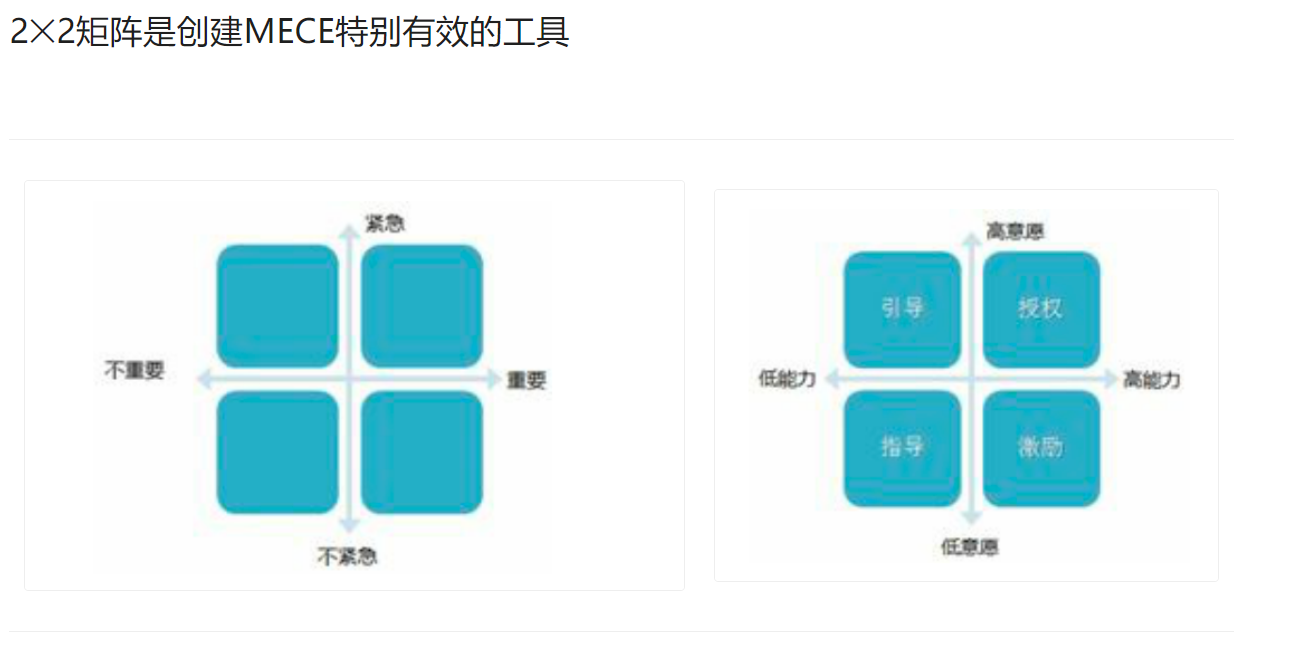 2×2矩阵是创建MECE特别有效的工具
紧急
不重要
重要
不紧急
高意愿
引导
授权
低能力
高能力
指导
激励
低意愿